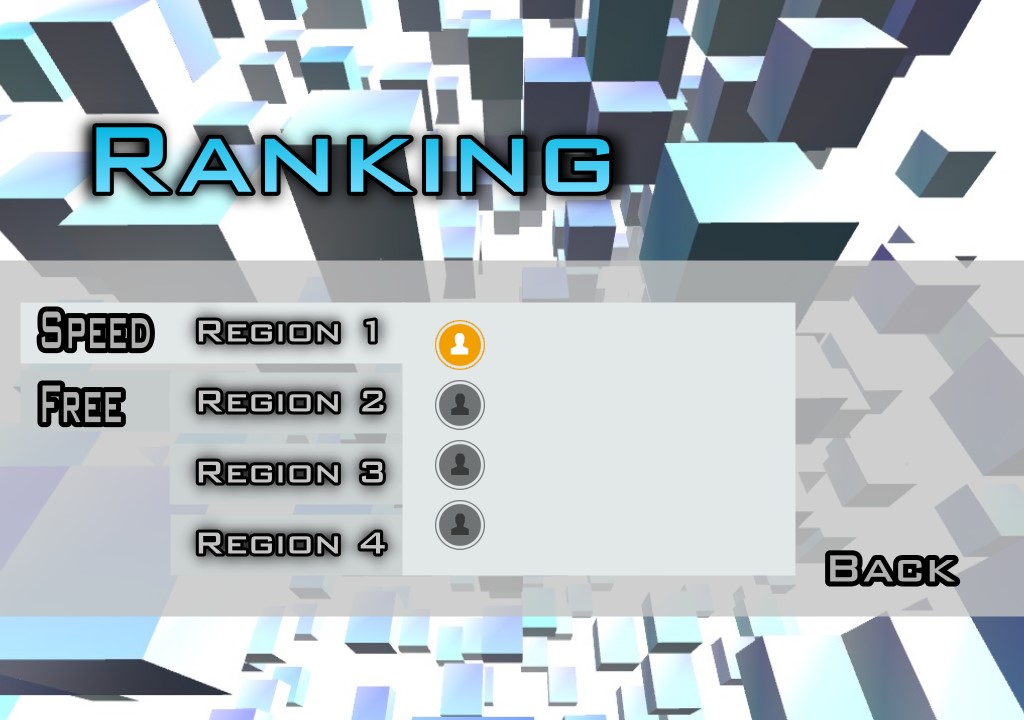 Ranking
Speed
Region 1
Free
Region 2
Region 3
Region 4
Back